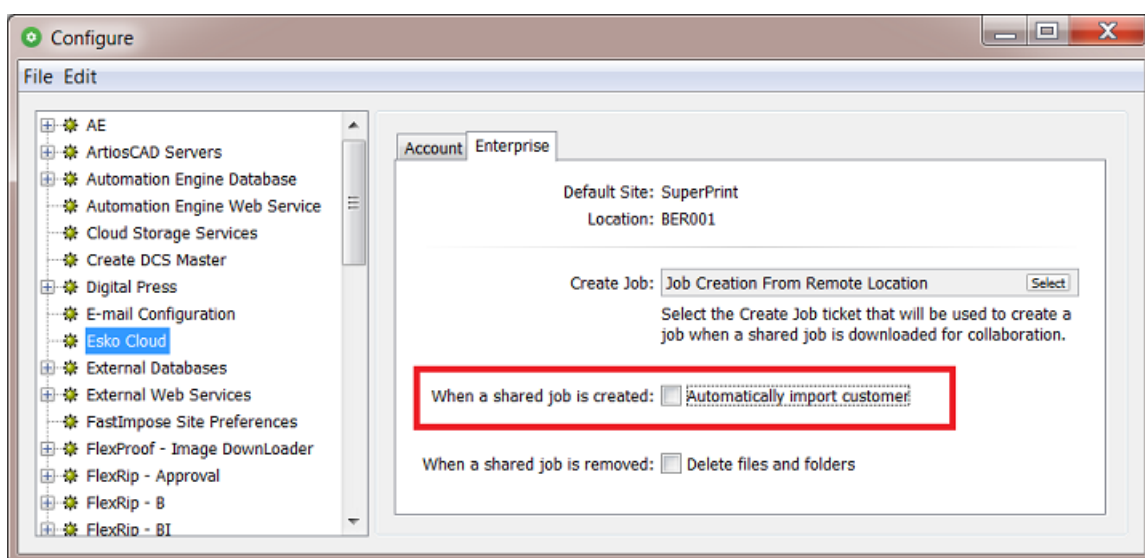 Configure
File Edit
AE
ArtiosCAD Servers
Automation Engine Database
Automation Engine Web Service
Cloud Storage Services
Create DCS Master
Digital Press
E-mail Configuration
Esko Cloud
External Databases
External Web Services
FastImpose Site Preferences
FlexProof - Image DownLoader
FlexRip - Approval
FlexRip - B
FlexRip - BI
Account Enterprise
Default Site: SuperPrint
Location: BER001
Create Job: Job Creation From Remote Location Select
Select the Create Job ticket that will be used to create a
job when a shared job is downloaded for collaboration.
When a shared job is created: Automatically import customer
When a shared job is removed: Delete files and folders